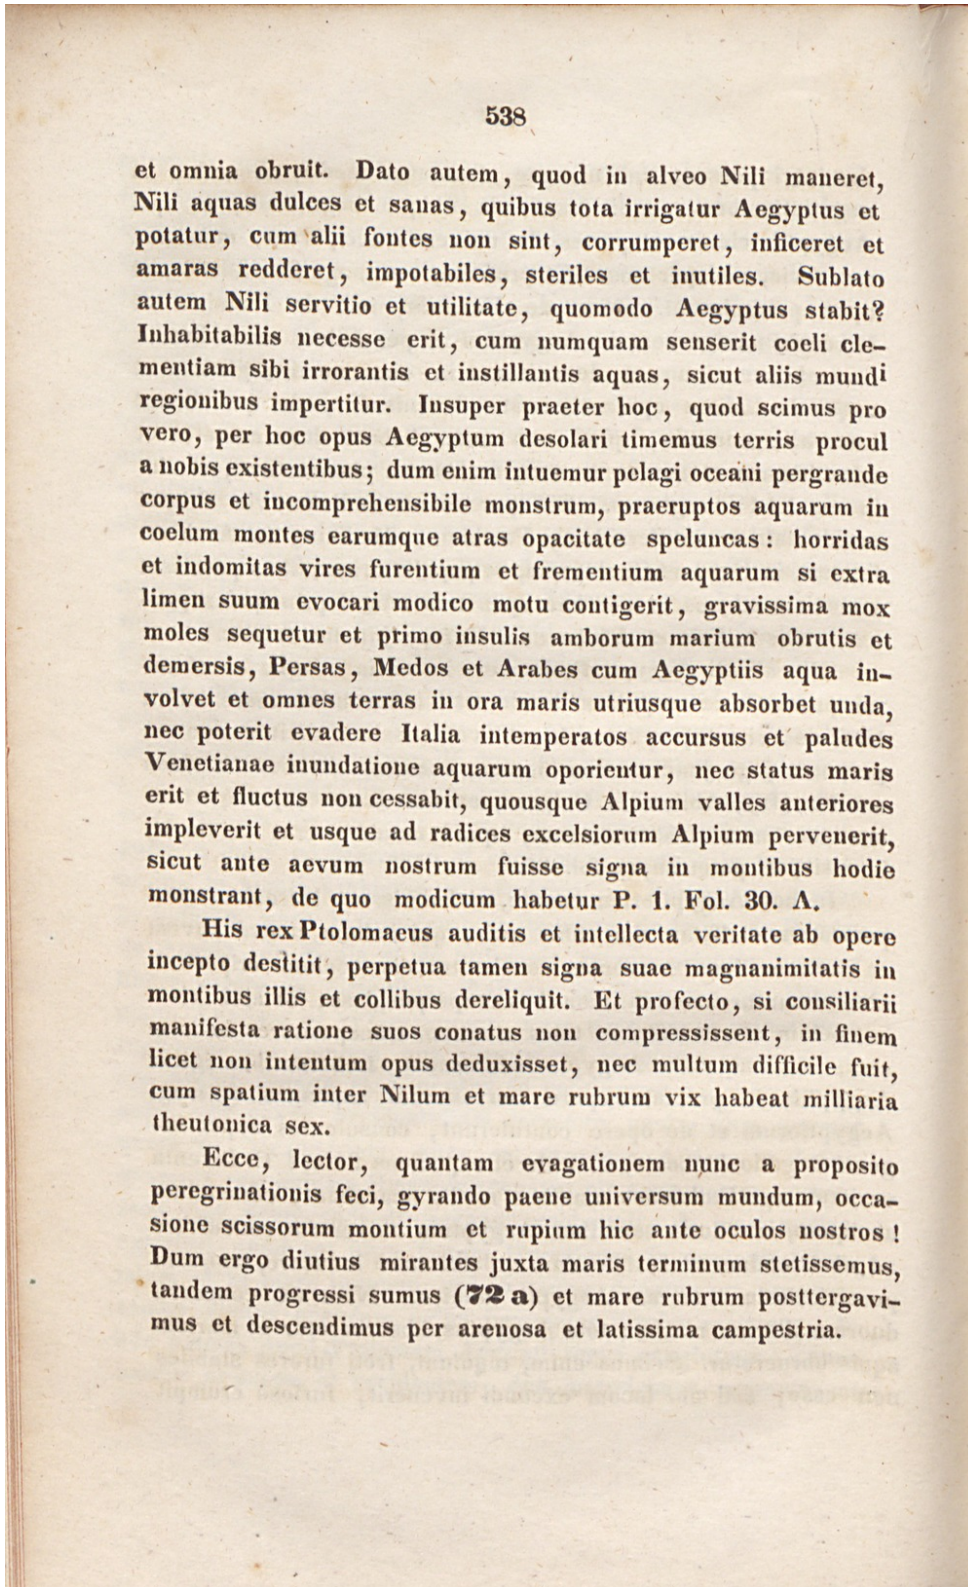 538
et omnia obruit. Dato autem, quod in alveo Nili maneret,
Nili aquas dulces et sanas, quibus tota irrigatur Aegyptus et
potatur, cum alii fontes non sint, corrumperet, inficeret et
amaras redderet, impotabiles, steriles et inutiles. Sublato
autem Nili servitio et utilitate, quomodo Aegyptus stabit?
Inhabitabilis necesse erit, cum numquam senserit coeli cle-
mentiam sibi irrorantis et instillantis aquas, sicut aliis mundi
regionibus impertitur. Insuper praeter hoc, quod scimus pro
vero, per hoc opus Aegyptum desolari timemus terris procul
a nobis existentibus; dum enim intuemur pelagi oceani pergrande
corpus et incomprehensibile monstrum, praeruptos aquarum in
coelum montes earumque atras opacitate speluncas: horridas
et indomitas vires furentium et frementium aquarum si extra
limen suum evocari modico motu contigerit, gravissima mox
moles sequetur et primo insulis amborum marium obrutis et
demersis, Persas, Medos et Arabes cum Aegyptiis aqua in-
volvet et omnes terras in ora maris utriusque absorbet unda,
nec poterit evadere Italia intemperatos accursus et paludes
Venetianae inundatione aquarum oporientur, nec status maris
erit et fluctus non cessabit, quousque Alpium valles anteriores
impleverit et usque ad radices excelsiorum Alpium pervenerit,
sicut ante aevum nostrum fuisse signa in montibus hodie
monstrant, de quo modicum habetur P. 1. Fol. 30. A.
His rex Ptolomaeus auditis et intellecta veritate ab opere
incepto destitit, perpetua tamen signa suae magnanimitatis in
montibus illis et collibus dereliquit. Et profecto, si consiliarii
manifesta ratione suos conatus non compressissent, in finem
licet non intentum opus deduxisset, nec multum difficile fuit,
cum spatium inter Nilum et mare rubrum vix habeat milliaria
theutonica sex.
Ecce, lector, quantam evagationem nunc a proposito
peregrinationis feci, gyrando paene universum mundum, occa-
sione scissorum montium et rupium hic ante oculos nostros!
Dum ergo diutius mirantes juxta maris terminum stetissemus,
tandem progressi sumus (72 a) et mare rubrum posttergavi-
mus et descendimus per arenosa et latissima campestria.